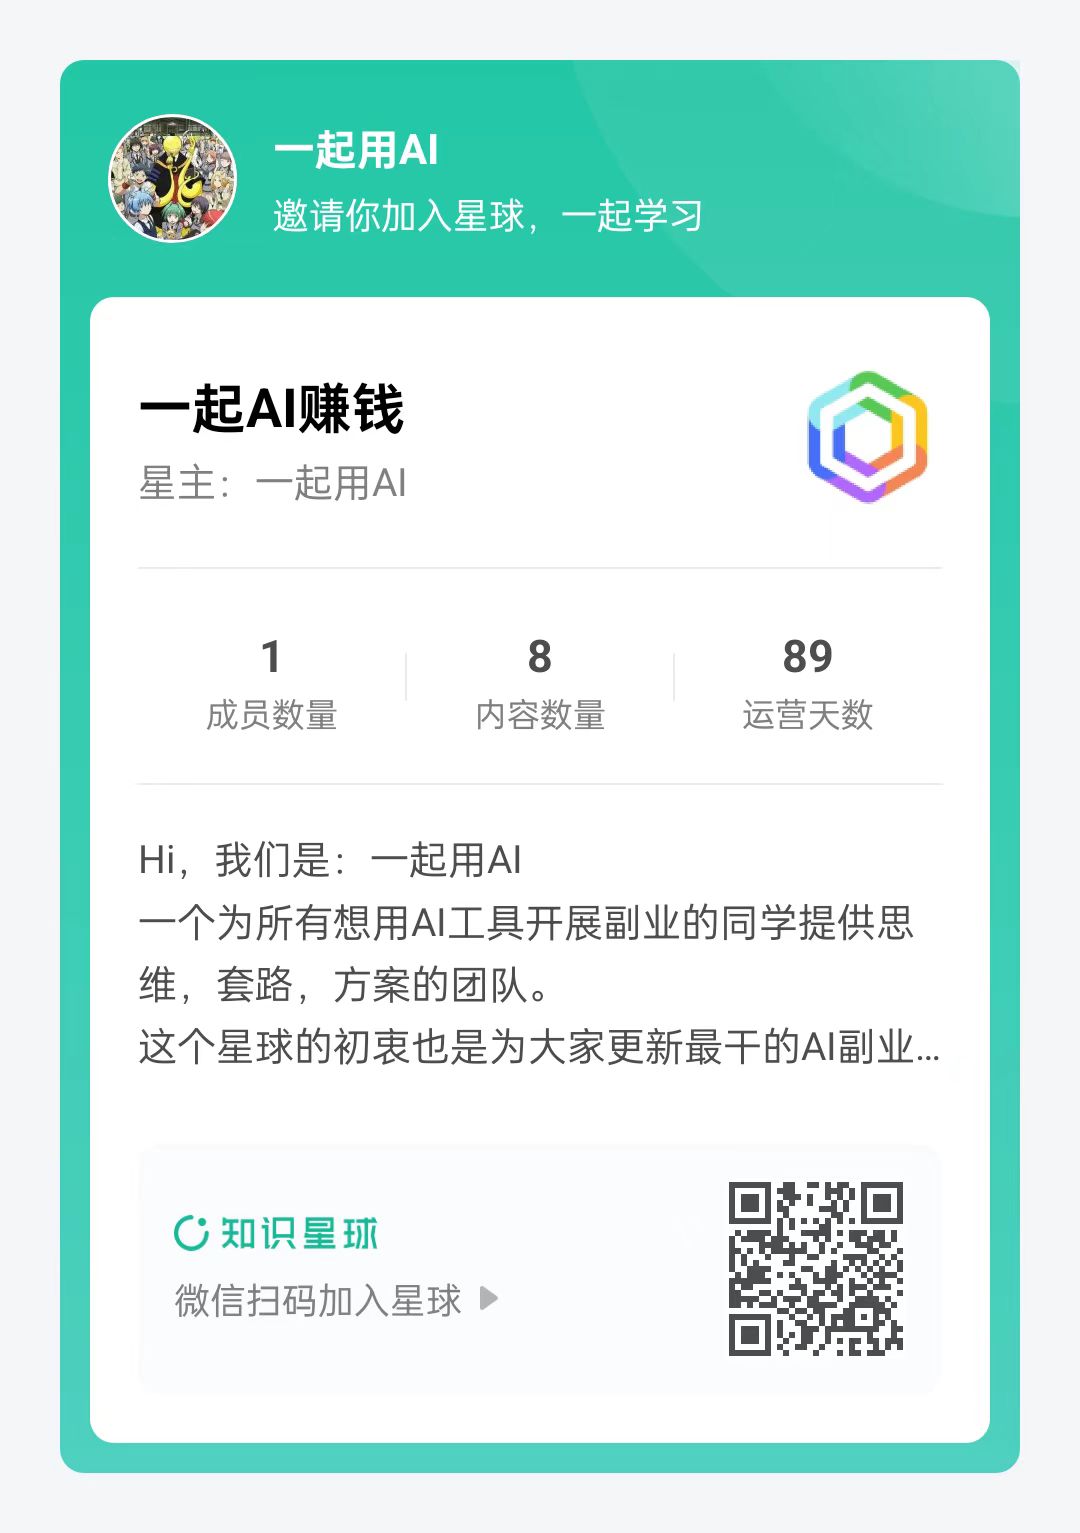 一起用AI
邀请你加入星球，一起学习
一起AI赚钱
星主：一起用AI
1
成员数量
8
内容数量
89
运营天数
Hi，我们是：一起用AI
一个为所有想用AI工具开展副业的同学提供思
维，套路，方案的团队。
这个星球的初衷也是为大家更新最干的AI副业...
知识星球
微信扫码加入星球